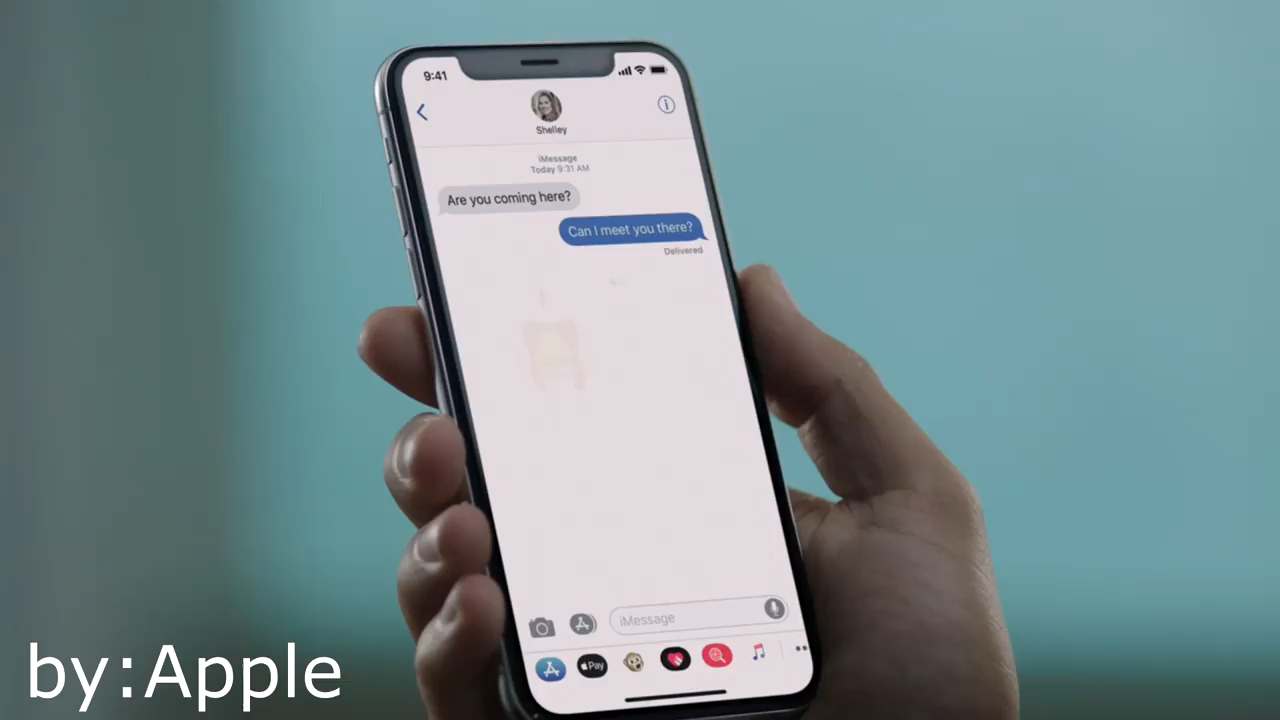 9:41
Shelley
iMessage
Today 9:31 AM
Are you coming here?
Can I meet you there?
Delivered
iMessage
Pay
by:Apple